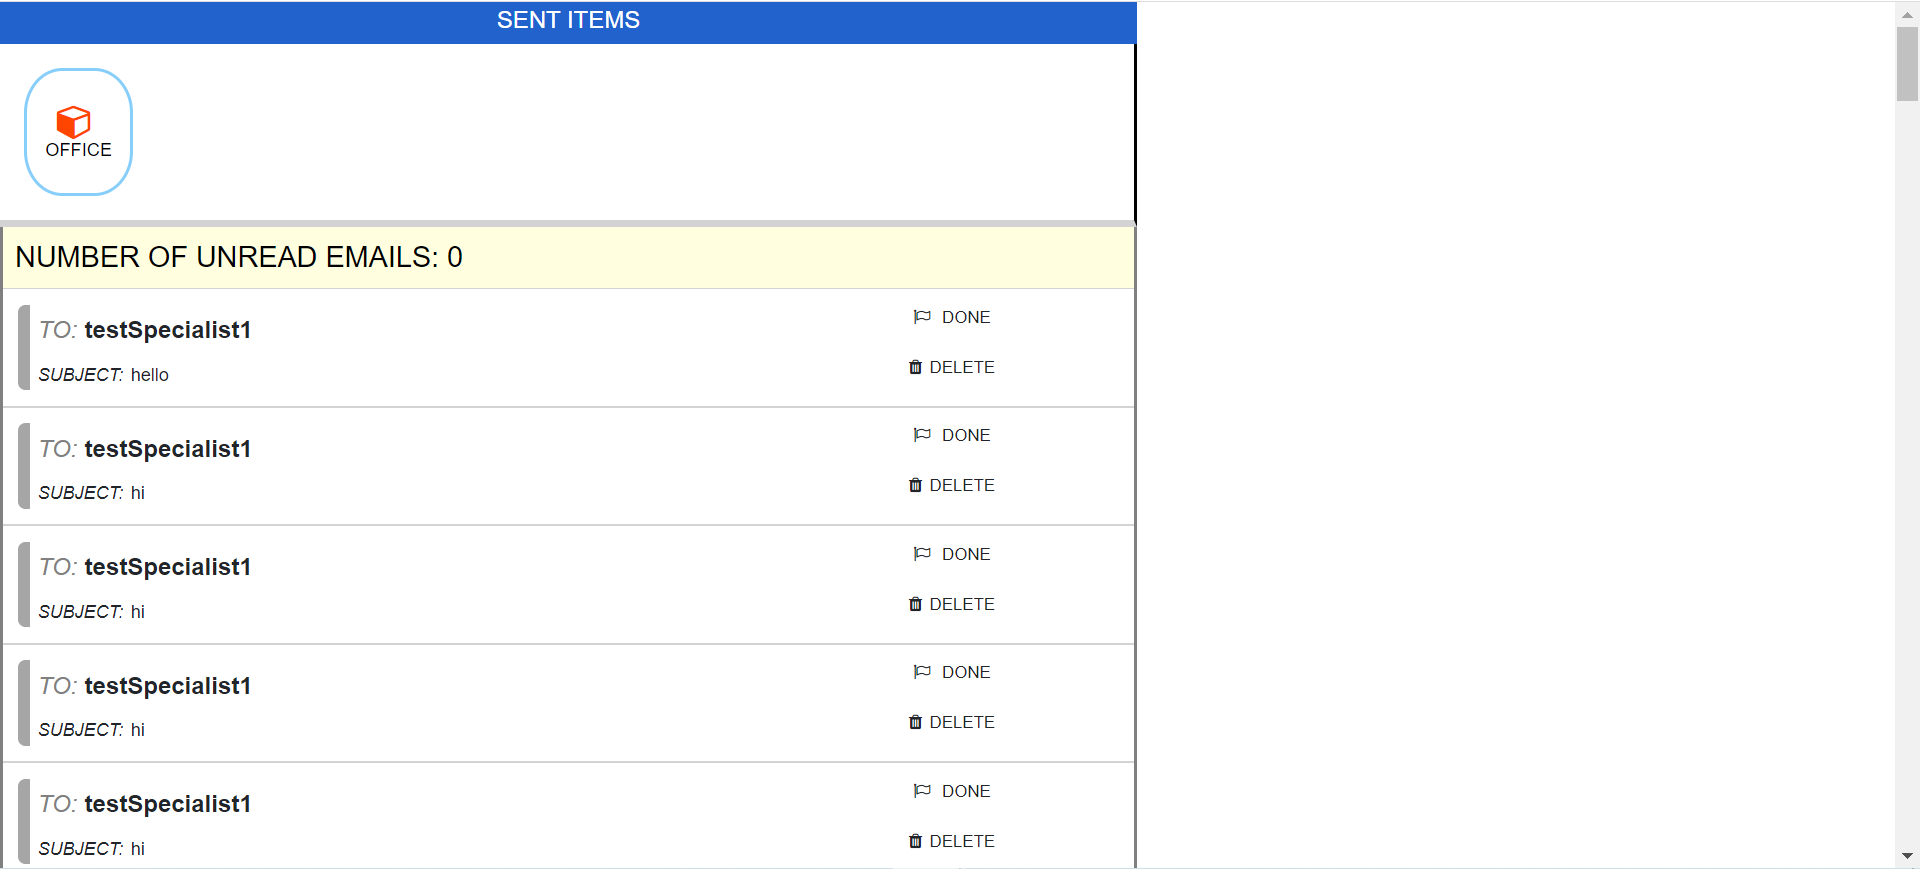 SENT ITEMS
OFFICE
NUMBER OF UNREAD EMAILS: 0
TO: testSpecialist1
DONE
SUBJECT: hello
DELETE
TO: testSpecialist1
DONE
SUBJECT: hi
DELETE
TO: testSpecialist1
DONE
SUBJECT: hi
DELETE
TO: testSpecialist1
DONE
SUBJECT: hi
DELETE
TO: testSpecialist1
DONE
SUBJECT: hi
DELETE